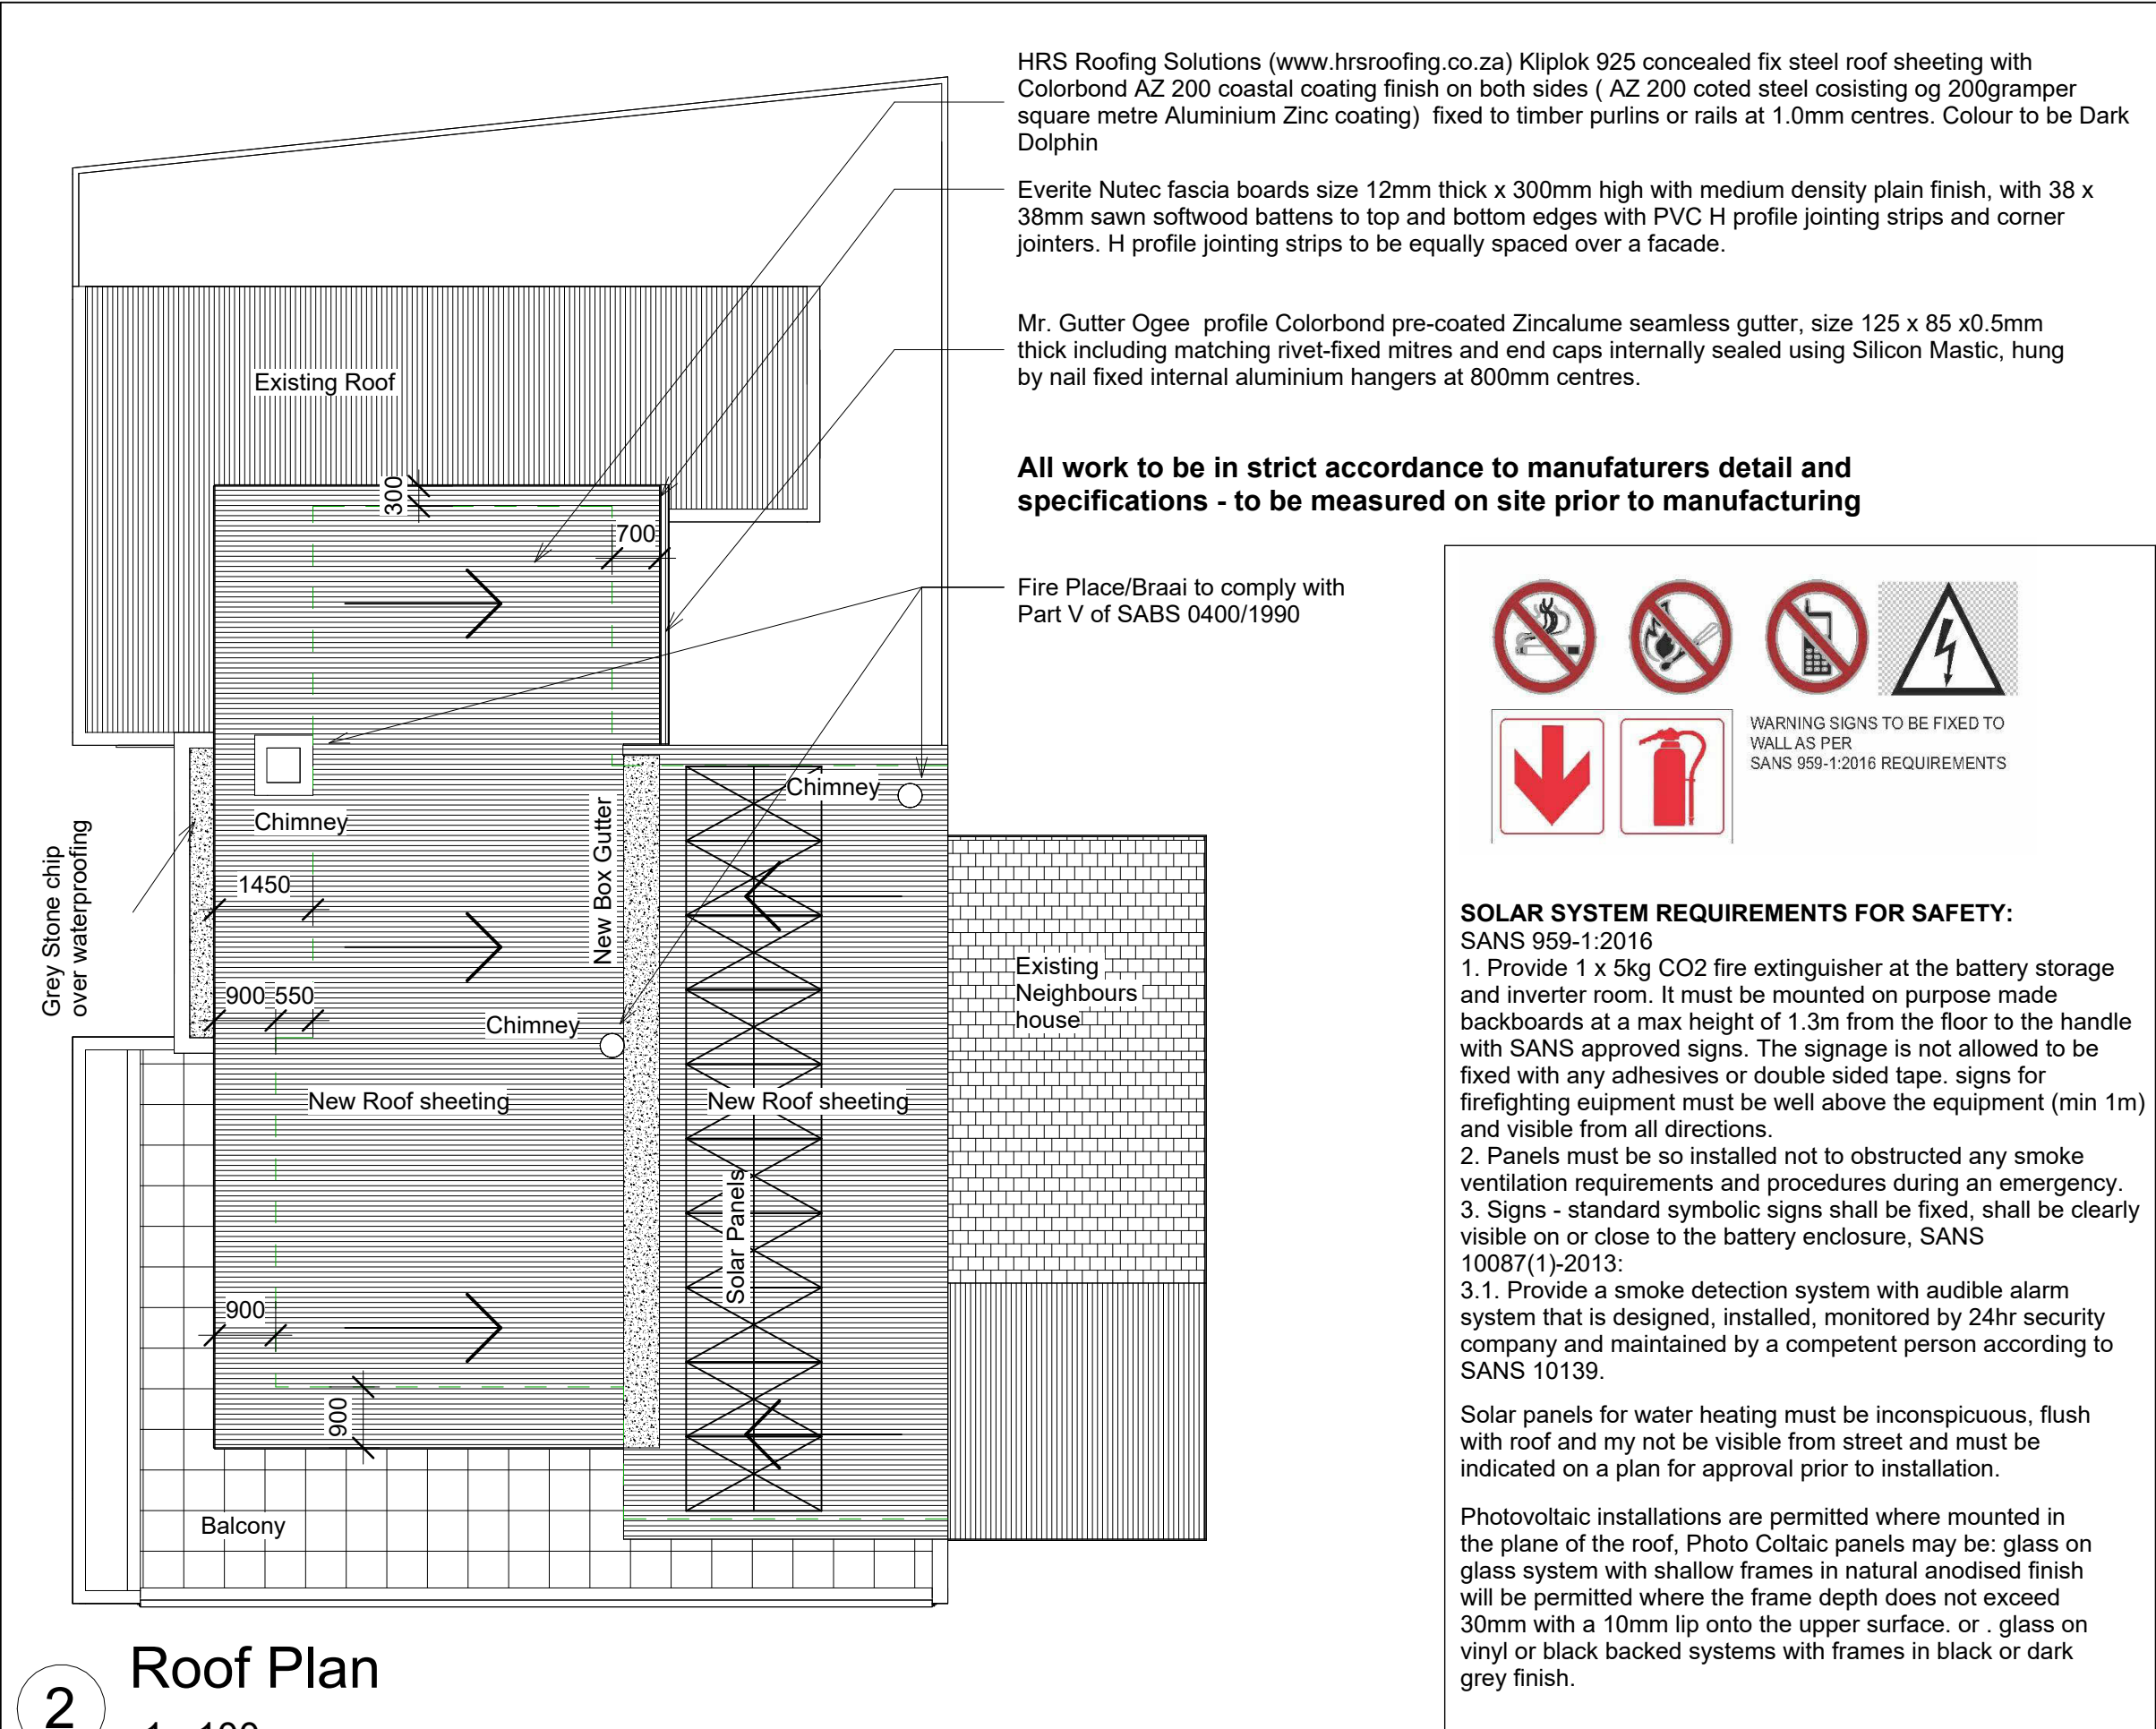 HRS Roofing Solutions (www.hrsroofing.co.za) Kliplok 925 concealed fix steel roof sheeting with
Colorbond AZ 200 coastal coating finish on both sides ( AZ 200 coted steel cosisting og 200gramper
square metre Aluminium Zinc coating) fixed to timber purlins or rails at 1.0mm centres. Colour to be Dark
Dolphin
Everite Nutec fascia boards size 12mm thick x 300mm high with medium density plain finish, with 38 x
38mm sawn softwood battens to top and bottom edges with PVC H profile jointing strips and corner
jointers. H profile jointing strips to be equally spaced over a facade.
Mr. Gutter Ogee profile Colorbond pre-coated Zincalume seamless gutter, size 125 x 85 x0.5mm
thick including matching rivet-fixed mitres and end caps internally sealed using Silicon Mastic, hung
by nail fixed internal aluminium hangers at 800mm centres.
All work to be in strict accordance to manufaturers detail and
specifications - to be measured on site prior to manufacturing
Fire Place/Braai to comply with
Part V of SABS 0400/1990
Existing Roof
300
700
Chimney
Chimney
New Box Gutter
Grey Stone chip
over waterproofing
1450
900 550
Chimney
Existing
Neighbours
house
New Roof sheeting
New Roof sheeting
Solar Panels
900
900
Balcony
2
Roof Plan
WARNING SIGNS TO BE FIXED TO
WALL AS PER
SANS 959-1:2016 REQUIREMENTS
SOLAR SYSTEM REQUIREMENTS FOR SAFETY:
SANS 959-1:2016
1. Provide 1 x 5kg CO2 fire extinguisher at the battery storage
and inverter room. It must be mounted on purpose made
backboards at a max height of 1.3m from the floor to the handle
with SANS approved signs. The signage is not allowed to be
fixed with any adhesives or double sided tape. signs for
firefighting euipment must be well above the equipment (min 1m)
and visible from all directions.
2. Panels must be so installed not to obstructed any smoke
ventilation requirements and procedures during an emergency.
3. Signs - standard symbolic signs shall be fixed, shall be clearly
visible on or close to the battery enclosure, SANS
10087(1)-2013:
3.1. Provide a smoke detection system with audible alarm
system that is designed, installed, monitored by 24hr security
company and maintained by a competent person according to
SANS 10139.
Solar panels for water heating must be inconspicuous, flush
with roof and my not be visible from street and must be
indicated on a plan for approval prior to installation.
Photovoltaic installations are permitted where mounted in
the plane of the roof, Photo Coltaic panels may be: glass on
glass system with shallow frames in natural anodised finish
will be permitted where the frame depth does not exceed
30mm with a 10mm lip onto the upper surface. or . glass on
vinyl or black backed systems with frames in black or dark
grey finish.